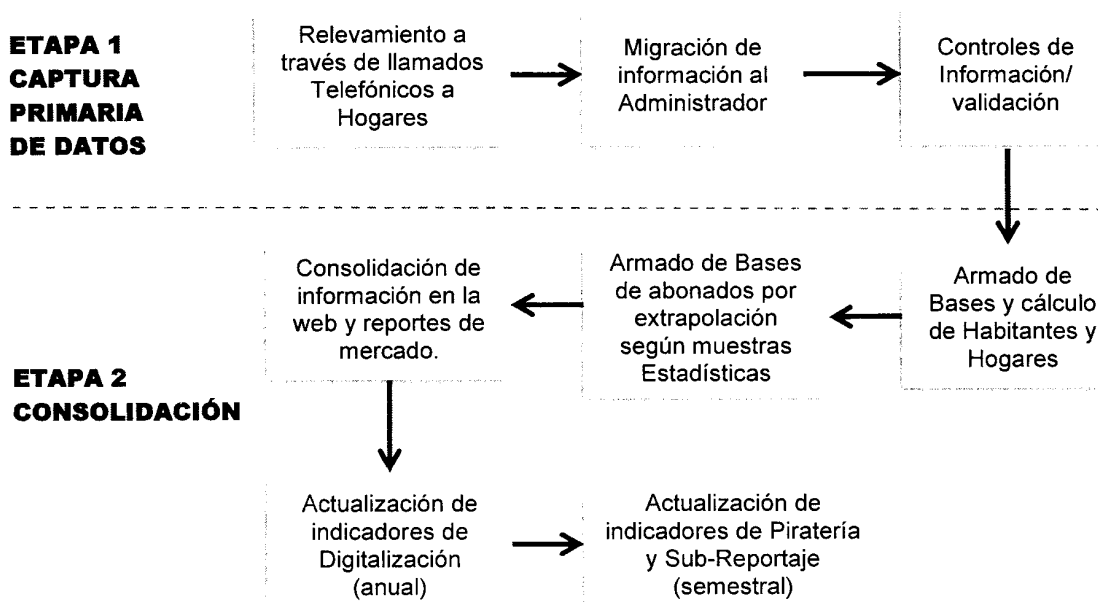 ETAPA 1
CAPTURA
PRIMARIA
DE DATOS
Relevamiento a
través de llamados
Telefónicos a
Hogares
Migración de
información al
Administrador
Controles de
Información/
validación
ETAPA 2
CONSOLIDACIÓN
Armado de
Bases y cálculo
de Habitantes y
Hogares
Armado de Bases
de abonados por
extrapolación
según muestras
Estadísticas
Consolidación de
información en la
web y reportes de
mercado.
Actualización de
indicadores de
Digitalización
(anual)
Actualización de
indicadores de Piratería
y Sub-Reportaje
(semestral)